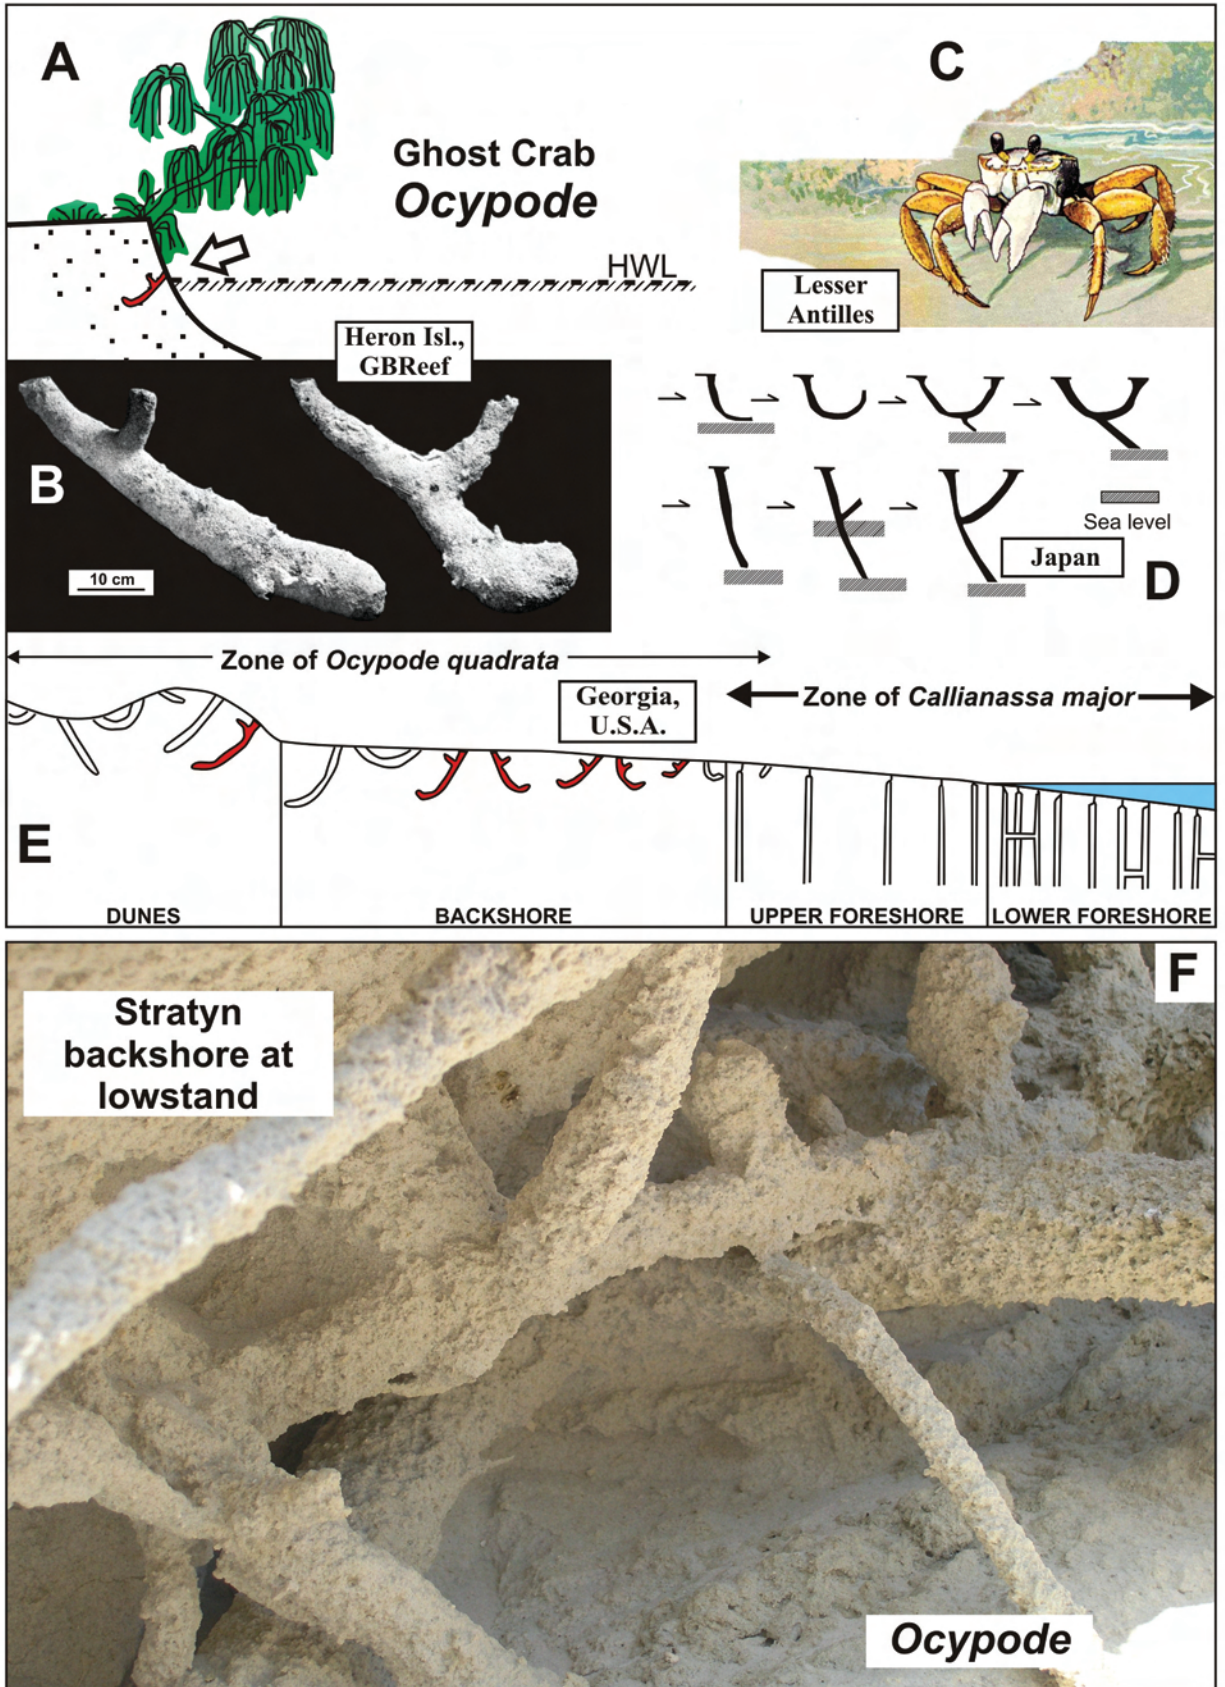 A
Ghost Crab
Ocypode
HWL
Heron Isl.,
GBReef
C
Lesser
Antilles
B
10 cm
Sea level
Japan
D
Zone of Ocypode quadrata
Georgia,
U.S.A.
Zone of Callianassa major
E
DUNES
BACKSHORE
UPPER FORESHORE
LOWER FORESHORE
F
Stratyn
backshore at
lowstand
Ocypode